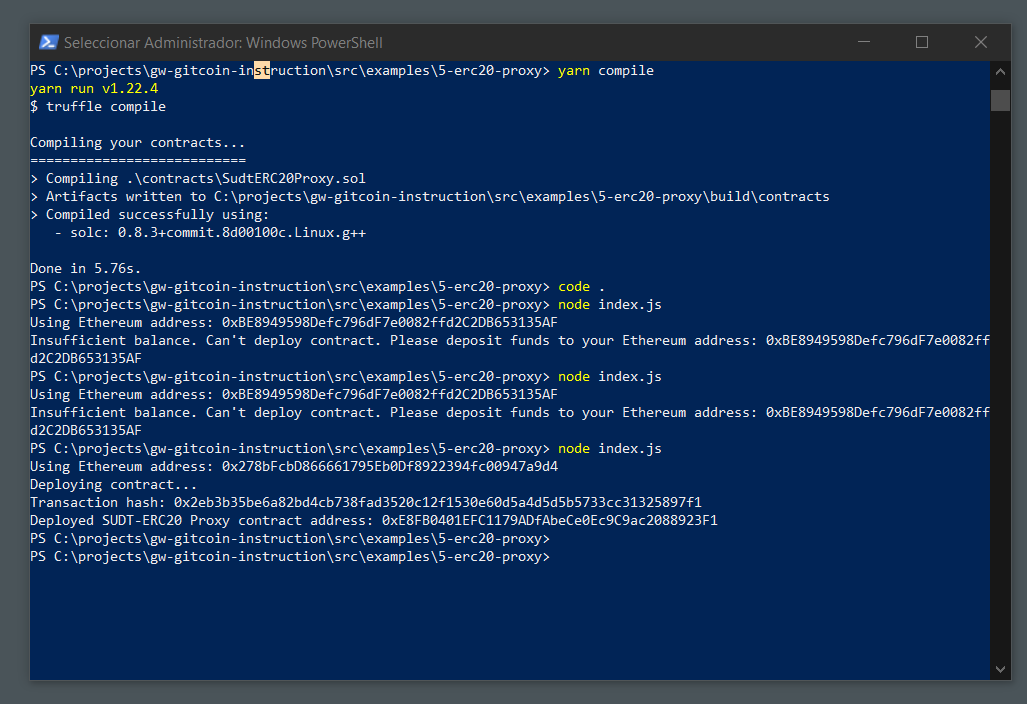 Seleccionar Administrador: Windows PowerShell
PS C:\projects\gw-gitcoin-instruction\src\examples\5-erc20-proxy> yarn compile
yarn run v1.22.4
$ truffle compile
Compiling your contracts...
===========================
> Compiling .\contracts\SudtERC20Proxy.sol
> Artifacts written to C:\projects\gw-gitcoin-instruction\src\examples\5-erc20-proxy\build\contracts
> Compiled successfully using:
   - solc: 0.8.3+commit.8d00100c.Linux.g++
Done in 5.76s.
PS C:\projects\gw-gitcoin-instruction\src\examples\5-erc20-proxy> code .
PS C:\projects\gw-gitcoin-instruction\src\examples\5-erc20-proxy> node index.js
Using Ethereum address: 0xBE8949598Defc796dF7e0082ffd2C2DB653135AF
Insufficient balance. Can't deploy contract. Please deposit funds to your Ethereum address: 0xBE8949598Defc796dF7e0082ff
d2C2DB653135AF
PS C:\projects\gw-gitcoin-instruction\src\examples\5-erc20-proxy> node index.js
Using Ethereum address: 0xBE8949598Defc796dF7e0082ffd2C2DB653135AF
Insufficient balance. Can't deploy contract. Please deposit funds to your Ethereum address: 0xBE8949598Defc796dF7e0082ff
d2C2DB653135AF
PS C:\projects\gw-gitcoin-instruction\src\examples\5-erc20-proxy> node index.js
Using Ethereum address: 0x278bFcbD866661795Eb0Df8922394fc00947a9d4
Deploying contract...
Transaction hash: 0x2eb3b35be6a82bd4cb738fad3520c12f1530e60d5a4d5d5b5733cc31325897f1
Deployed SUDT-ERC20 Proxy contract address: 0xE8FB0401EFC1179ADfAbeCe0Ec9C9ac2088923F1
PS C:\projects\gw-gitcoin-instruction\src\examples\5-erc20-proxy>
PS C:\projects\gw-gitcoin-instruction\src\examples\5-erc20-proxy>